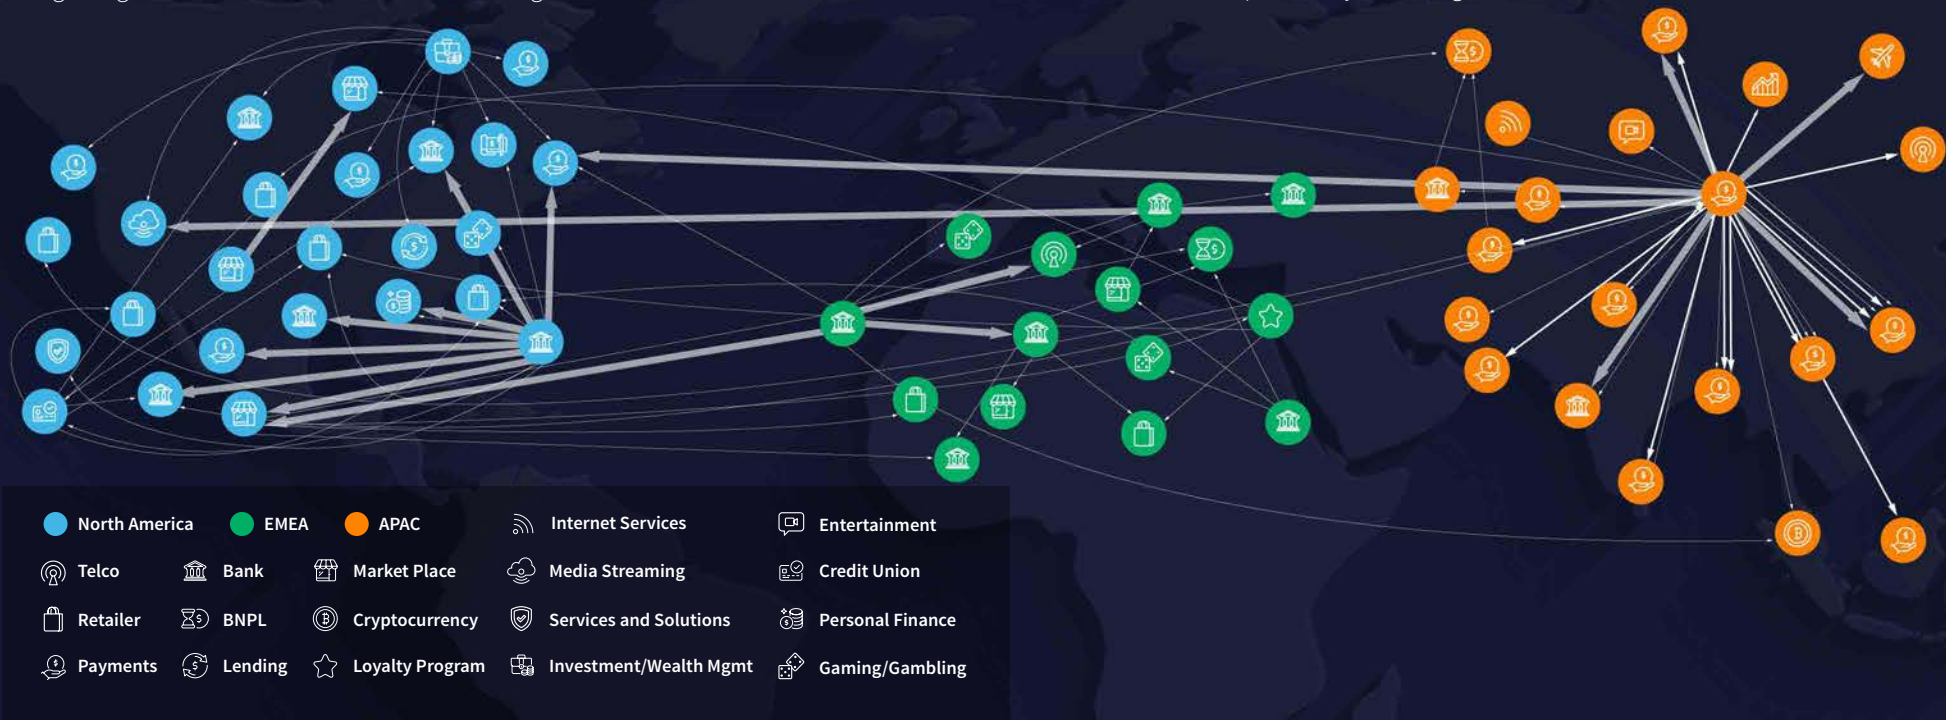 North America EMEA APAC Internet Services Entertainment
Telco Bank Market Place Media Streaming Credit Union
Retailer BNPL Cryptocurrency Services and Solutions Personal Finance
Payments Lending Loyalty Program Investment/Wealth Mgmt Gaming/Gambling